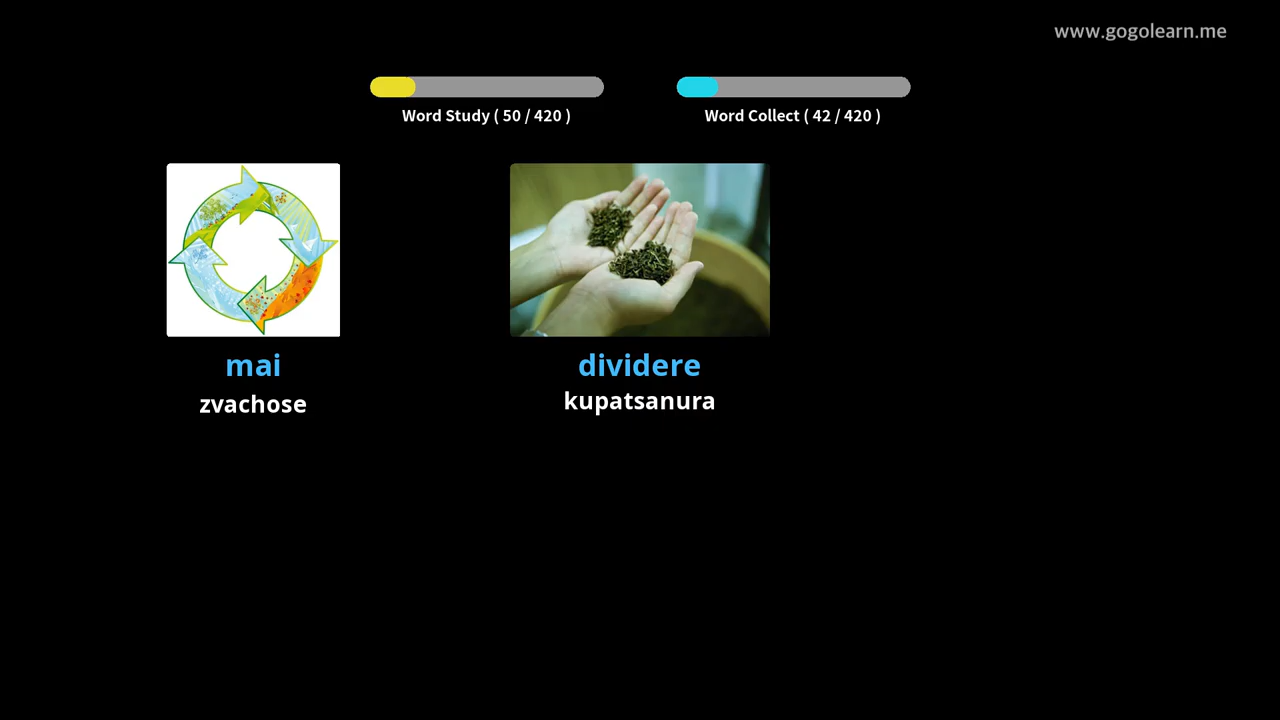 www.gogolearn.me
Word Study ( 50 / 420 )
Word Collect ( 42 / 420 )
mai
zvachose
dividere
kupatsanura